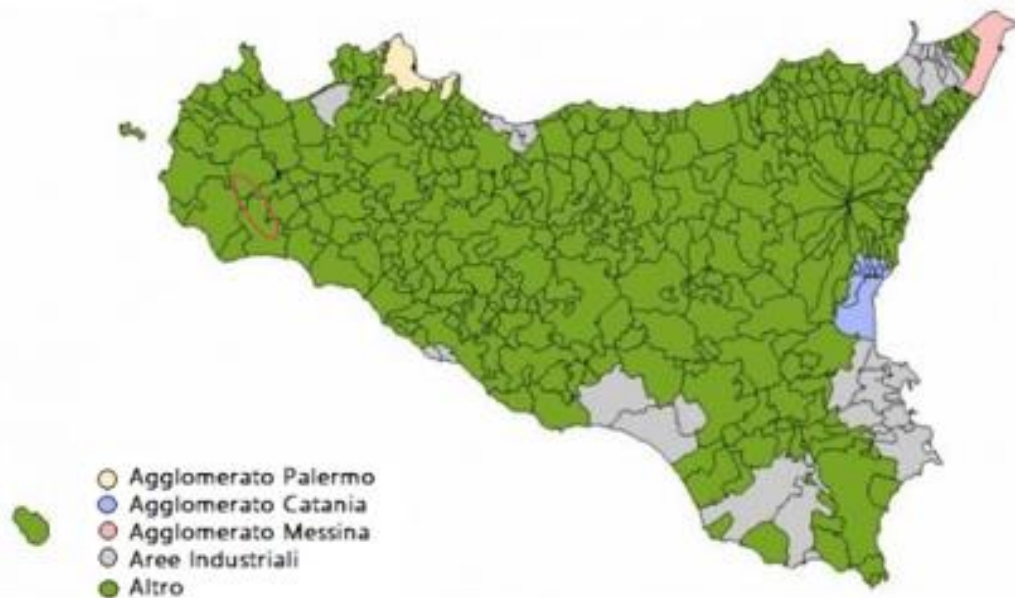 Agglomerato Palermo
Agglomerato Catania
Agglomerato Messina
Aree Industriali
Altro